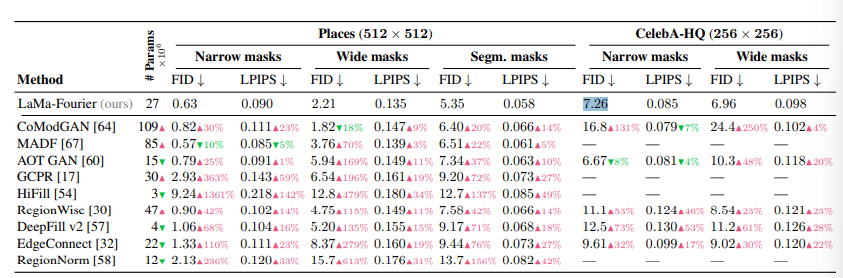 # Params ×10⁶
Places (512 × 512) CelebA-HQ (256 × 256)
Narrow masks Wide masks Segm. masks Narrow masks Wide masks
Method FID ↓ LPIPS ↓ FID ↓ LPIPS ↓ FID ↓ LPIPS ↓ FID ↓ LPIPS ↓ FID ↓ LPIPS ↓
LaMa-Fourier (ours) 27 0.63 0.090 2.21 0.135 5.35 0.058 7.26 0.085 6.96 0.098
CoModGAN [64] 109▲ 0.82▲30% 0.111▲23% 1.82▼18% 0.147▲9% 6.40▲20% 0.066▲14% 16.8▲131% 0.079▼7% 24.4▲250% 0.102▲4%
MADF [67] 85▲ 0.57▼10% 0.085▼5% 3.76▲70% 0.139▲3% 6.51▲22% 0.061▲5% — — — —
AOT GAN [60] 15▼ 0.79▲25% 0.091▲1% 5.94▲169% 0.149▲11% 7.34▲37% 0.063▲10% 6.67▼8% 0.081▼4% 10.3▲48% 0.118▲20%
GCPR [17] 30▲ 2.93▲363% 0.143▲59% 6.54▲196% 0.161▲19% 9.20▲72% 0.073▲27% — — — —
HiFill [54] 3▼ 9.24▲1361% 0.218▲142% 12.8▲479% 0.180▲34% 12.7▲137% 0.085▲49% — — — —
RegionWise [30] 47▲ 0.90▲42% 0.102▲14% 4.75▲115% 0.149▲11% 7.58▲42% 0.066▲14% 11.1▲53% 0.124▲46% 8.54▲23% 0.121▲23%
DeepFill v2 [57] 4▼ 1.06▲68% 0.104▲16% 5.20▲135% 0.155▲15% 9.17▲71% 0.068▲18% 12.5▲73% 0.130▲53% 11.2▲61% 0.126▲28%
EdgeConnect [32] 22▼ 1.33▲110% 0.111▲23% 8.37▲279% 0.160▲19% 9.44▲76% 0.073▲27% 9.61▲32% 0.099▲17% 9.02▲30% 0.120▲22%
RegionNorm [58] 12▼ 2.13▲236% 0.120▲33% 15.7▲613% 0.176▲31% 13.7▲156% 0.082▲42% — — — —